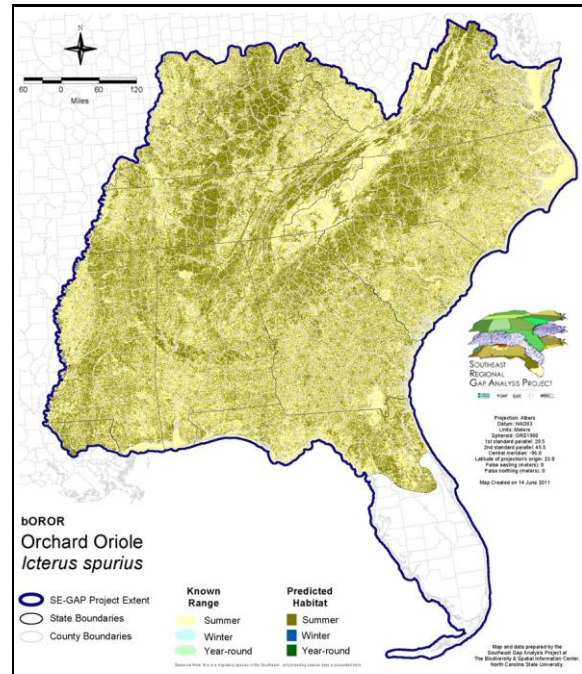 N
60 0 60 120
Miles
SOUTHEAST
REGIONAL
GAP ANALYSIS PROJECT
Projection: Albers
Datum: NAD83
Units: Meters
Spheroid: GRS1980
1st standard parallel: 29.5
2nd standard parallel: 45.5
Central meridian: -96.0
Latitude of projection's origin: 23.0
False easting (meters): 0
False northing (meters): 0
Map Created on 14 June 2011
bOROR
Orchard Oriole
Icterus spurius
SE-GAP Project Extent
State Boundaries
County Boundaries
Known
Range
Summer
Winter
Year-round
Predicted
Habitat
Summer
Winter
Year-round
Map and data prepared by the
Southeast Gap Analysis Project at
The Biodiversity & Spatial Information Center,
North Carolina State University.